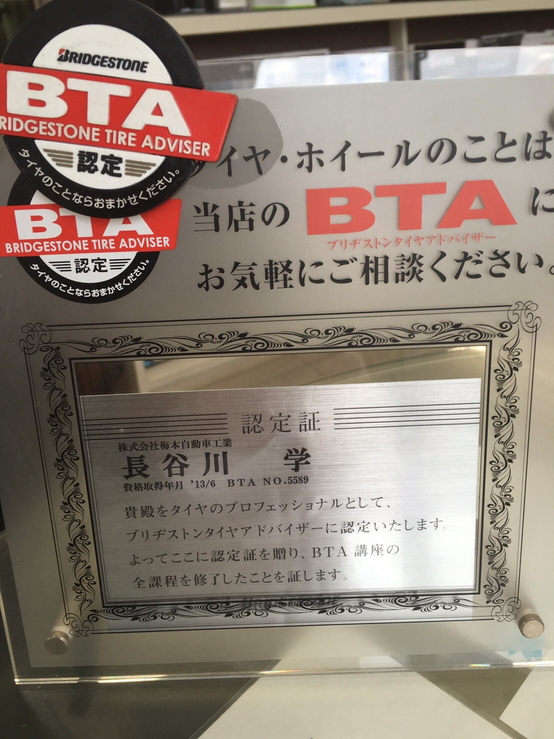 BRIDGESTONE
BTA
BRIDGESTONE TIRE ADVISER
認定
タイヤのことならおまかせください。
BTA
BRIDGESTONE TIRE ADVISER
認定
タイヤのことならおまかせください。
タイヤ・ホイールのことは
当店の BTA に
ブリヂストンタイヤアドバイザー
お気軽にご相談ください。
認定証
株式会社梅本自動車工業
長谷川 学
資格取得年月 '13/6 BTA NO.5589
貴殿をタイヤのプロフェッショナルとして、
ブリヂストンタイヤアドバイザーに認定いたします。
よってここに認定証を贈り、BTA 講座の
全課程を修了したことを証します。